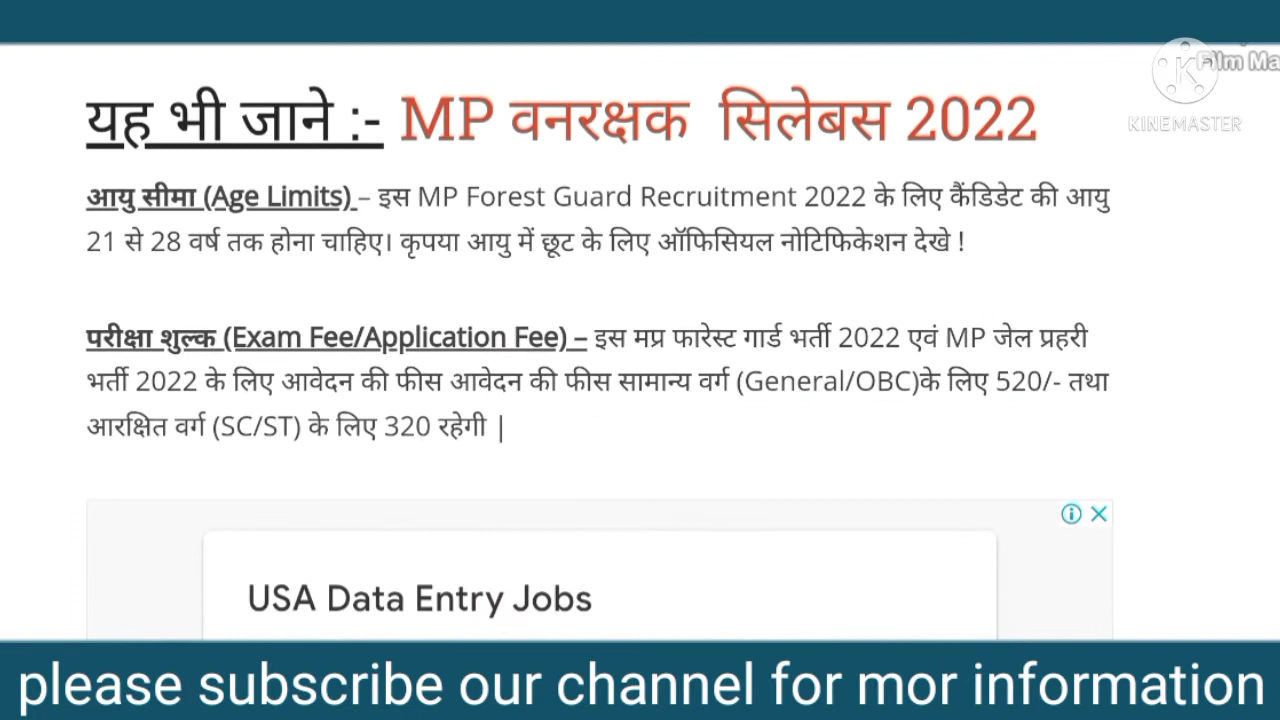 Film Ma
KINEMASTER
यह भी जाने :- MP वनरक्षक सिलेबस 2022
आयु सीमा (Age Limits) – इस MP Forest Guard Recruitment 2022 के लिए कैंडिडेट की आयु
21 से 28 वर्ष तक होना चाहिए। कृपया आयु में छूट के लिए ऑफिसियल नोटिफिकेशन देखे !
परीक्षा शुल्क (Exam Fee/Application Fee) – इस मप्र फारेस्ट गार्ड भर्ती 2022 एवं MP जेल प्रहरी
भर्ती 2022 के लिए आवेदन की फीस आवेदन की फीस सामान्य वर्ग (General/OBC)के लिए 520/- तथा
आरक्षित वर्ग (SC/ST) के लिए 320 रहेगी |
USA Data Entry Jobs
please subscribe our channel for mor information